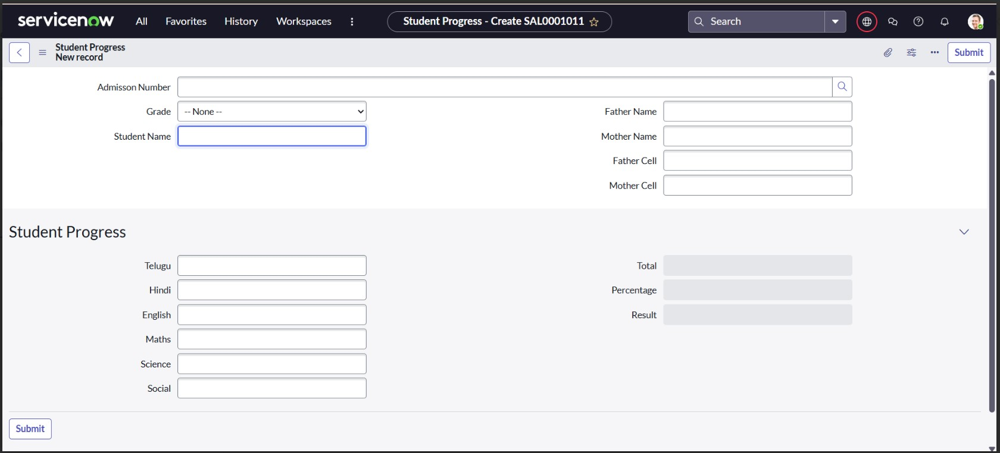 servicenow All Favorites History Workspaces Student Progress - Create SAL0001011 Search
Student Progress
New record
Submit
Admisson Number
Grade -- None -- Father Name
Student Name Mother Name
Father Cell
Mother Cell
Student Progress
Telugu Total
Hindi Percentage
English Result
Maths
Science
Social
Submit